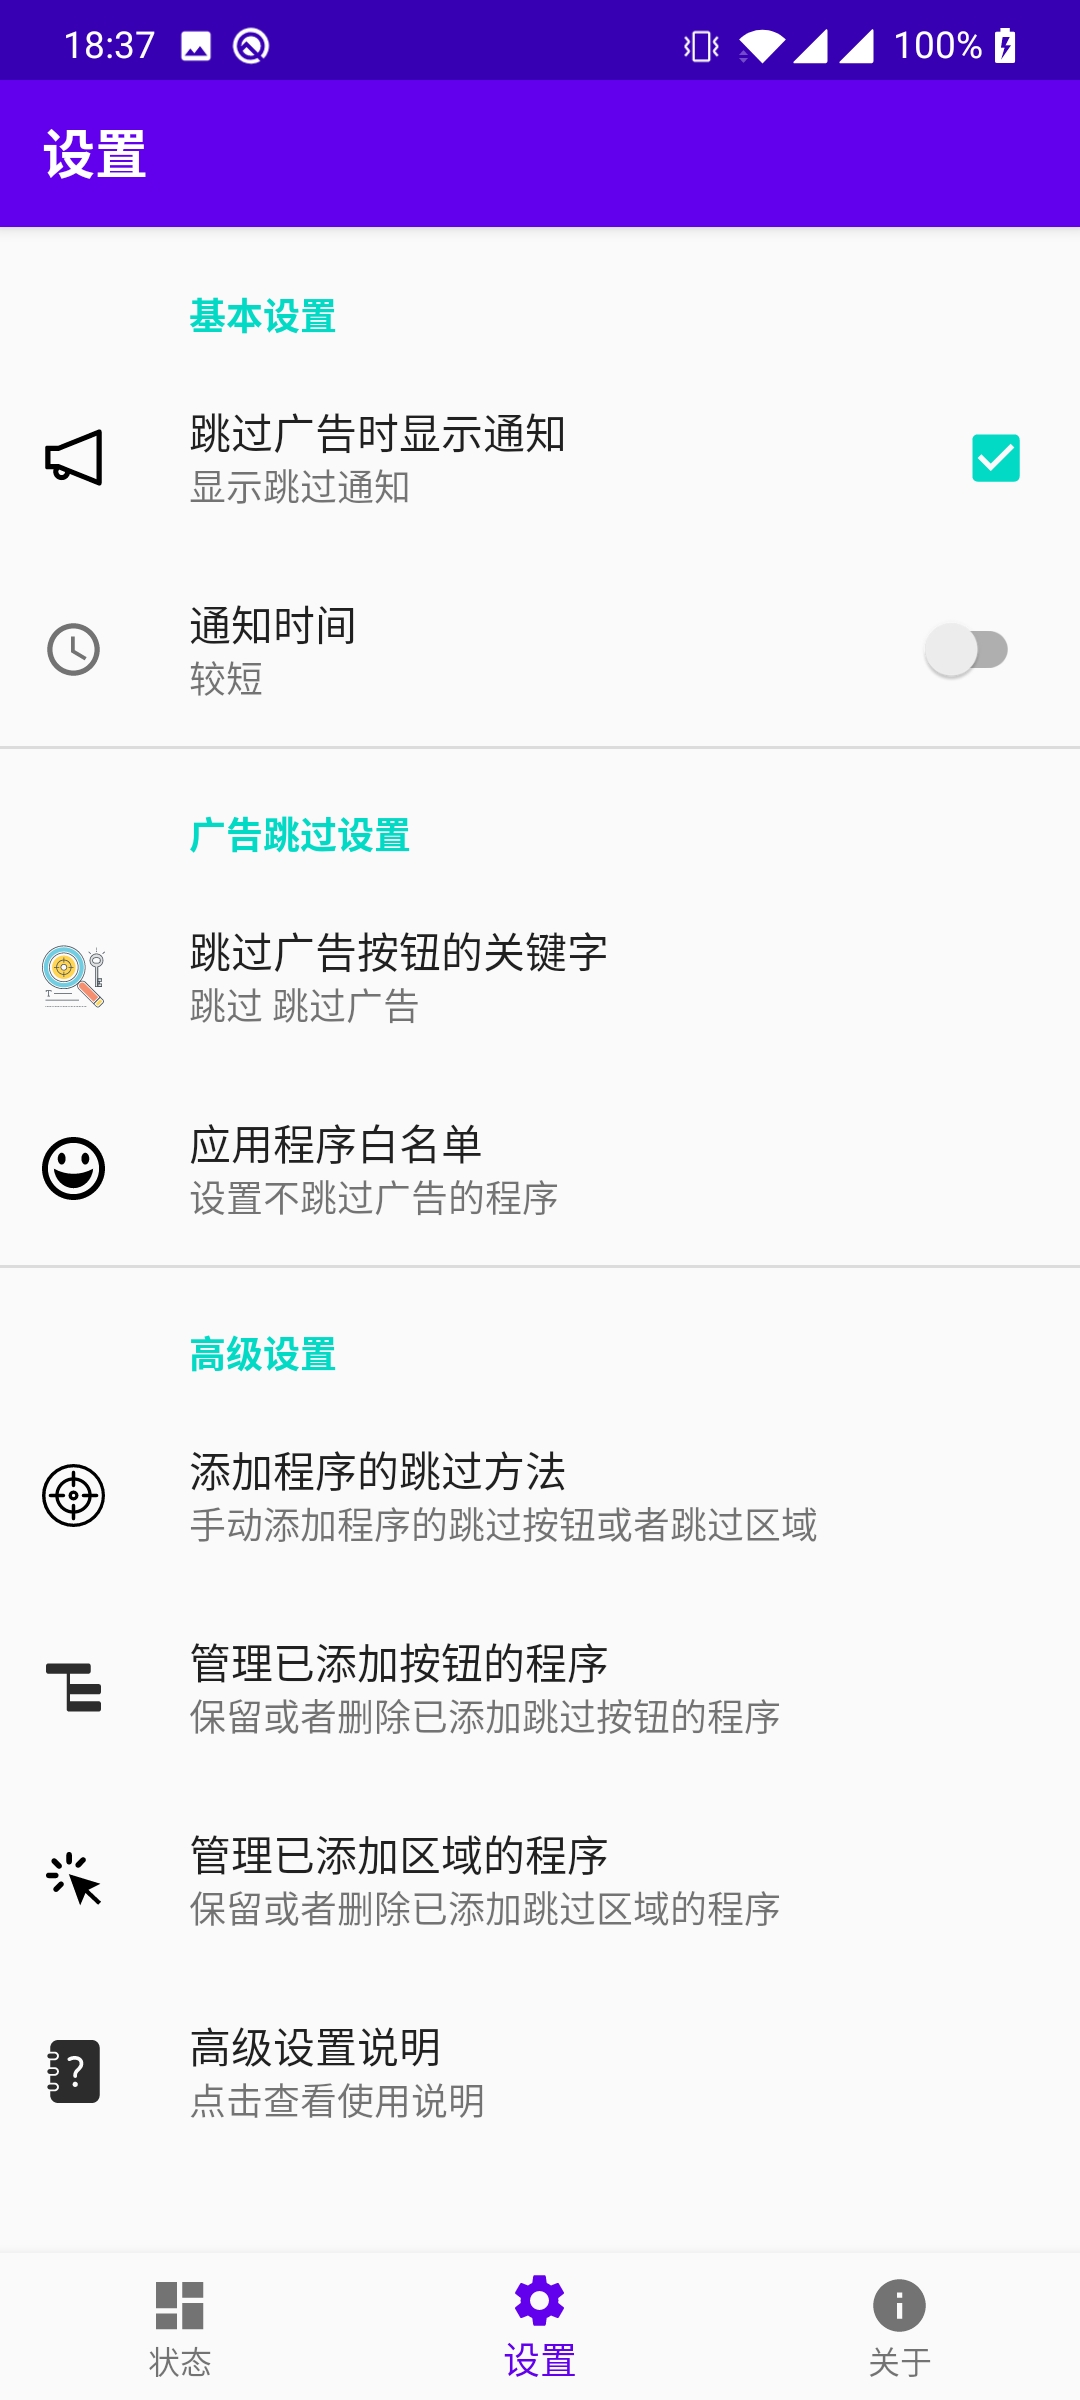 18:37
100%
设置
基本设置
跳过广告时显示通知
显示跳过通知
通知时间
较短
广告跳过设置
跳过广告按钮的关键字
跳过 跳过广告
应用程序白名单
设置不跳过广告的程序
高级设置
添加程序的跳过方法
手动添加程序的跳过按钮或者跳过区域
管理已添加按钮的程序
保留或者删除已添加跳过按钮的程序
管理已添加区域的程序
保留或者删除已添加跳过区域的程序
高级设置说明
点击查看使用说明
状态
设置
关于